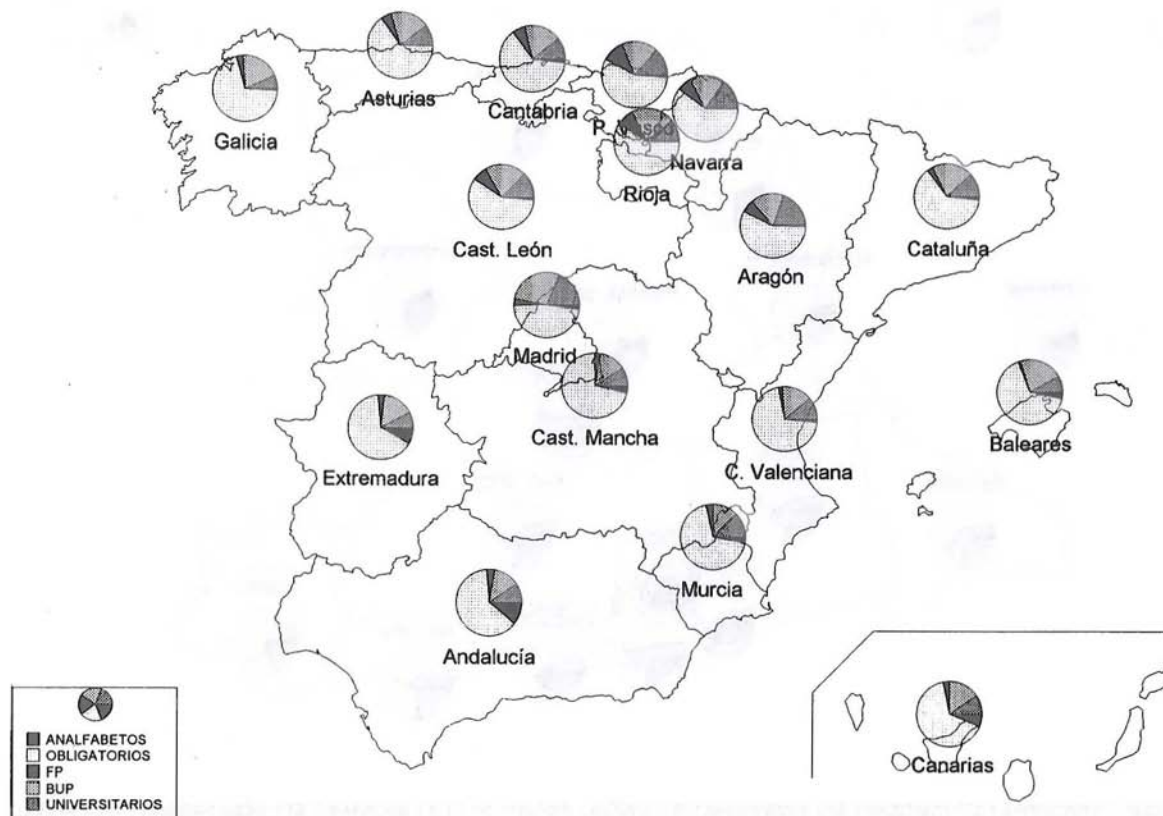 Galicia
Asturias
Cantabria
P. Vasco
Navarra
Rioja
Cast. León
Aragón
Cataluña
Madrid
Cast. Mancha
Extremadura
C. Valenciana
Baleares
Murcia
Andalucía
Canarias
ANALFABETOS
OBLIGATORIOS
FP
BUP
UNIVERSITARIOS